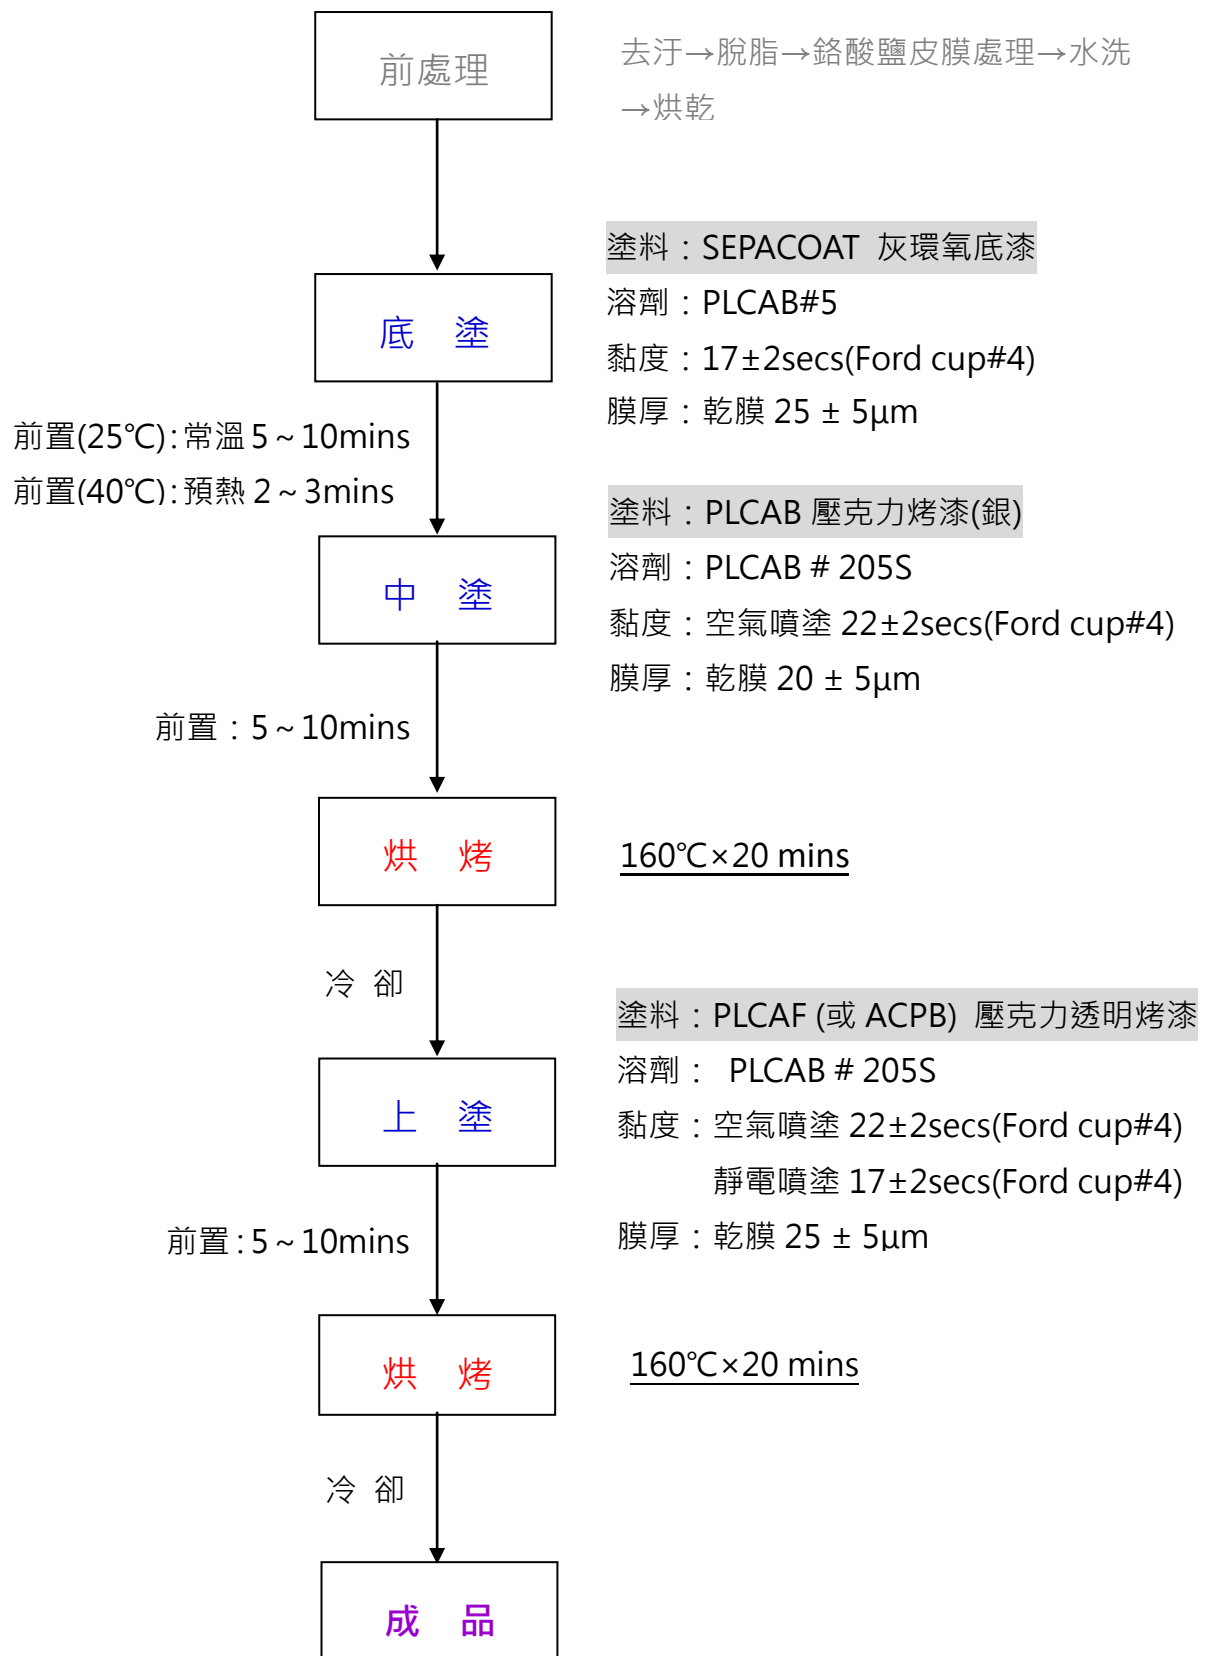 前處理
去汙→脫脂→鉻酸鹽皮膜處理→水洗
→烘乾
塗料：SEPACOAT 灰環氧底漆
溶劑：PLCAB#5
黏度：17±2secs(Ford cup#4)
膜厚：乾膜 25 ± 5μm
底 塗
前置(25℃)：常溫 5～10mins
前置(40℃)：預熱 2～3mins
塗料：PLCAB 壓克力烤漆(銀)
溶劑：PLCAB # 205S
黏度：空氣噴塗 22±2secs(Ford cup#4)
膜厚：乾膜 20 ± 5μm
中 塗
前置：5～10mins
烘 烤
160℃×20 mins
冷 卻
塗料：PLCAF (或 ACPB) 壓克力透明烤漆
溶劑： PLCAB # 205S
黏度：空氣噴塗 22±2secs(Ford cup#4)
靜電噴塗 17±2secs(Ford cup#4)
膜厚：乾膜 25 ± 5μm
上 塗
前置：5～10mins
烘 烤
160℃×20 mins
冷 卻
成 品